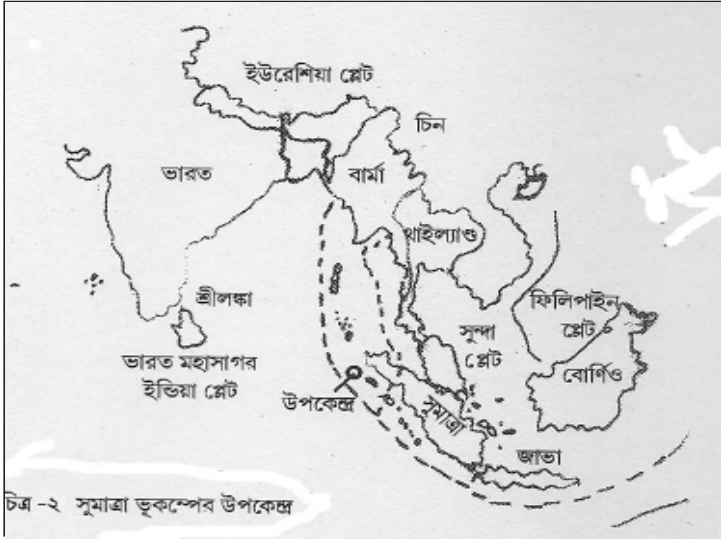 ইউরেশিয়া প্লেট
চিন
ভারত
বার্মা
থাইল্যাণ্ড
শ্রীলঙ্কা
ফিলিপাইন
প্লেট
সুন্দা
প্লেট
ভারত মহাসাগর
ইন্ডিয়া প্লেট
বোর্ণিও
উপকেন্দ্র
সুমাত্রা
জাভা
চিত্র -২ সুমাত্রা ভূকম্পের উপকেন্দ্র